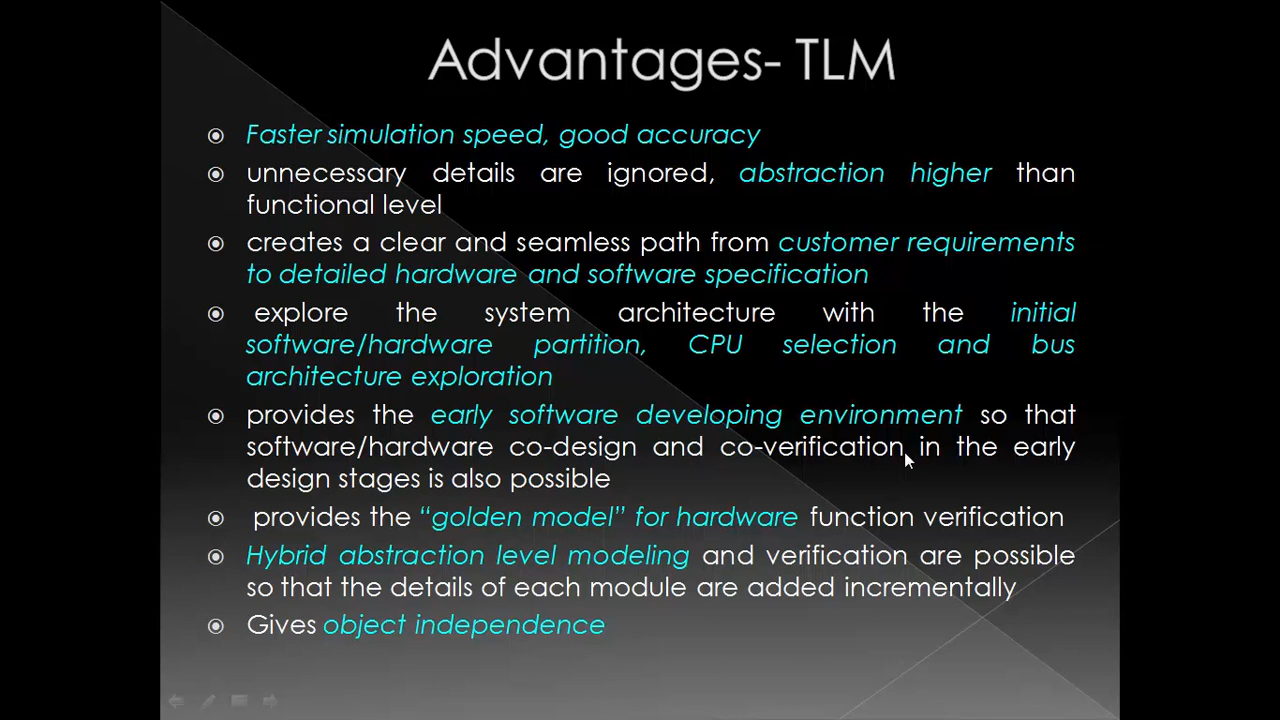 Advantages- TLM
Faster simulation speed, good accuracy
unnecessary details are ignored, abstraction higher than
functional level
creates a clear and seamless path from customer requirements
to detailed hardware and software specification
explore the system architecture with the initial
software/hardware partition, CPU selection and bus
architecture exploration
provides the early software developing environment so that
software/hardware co-design and co-verification in the early
design stages is also possible
provides the “golden model” for hardware function verification
Hybrid abstraction level modeling and verification are possible
so that the details of each module are added incrementally
Gives object independence